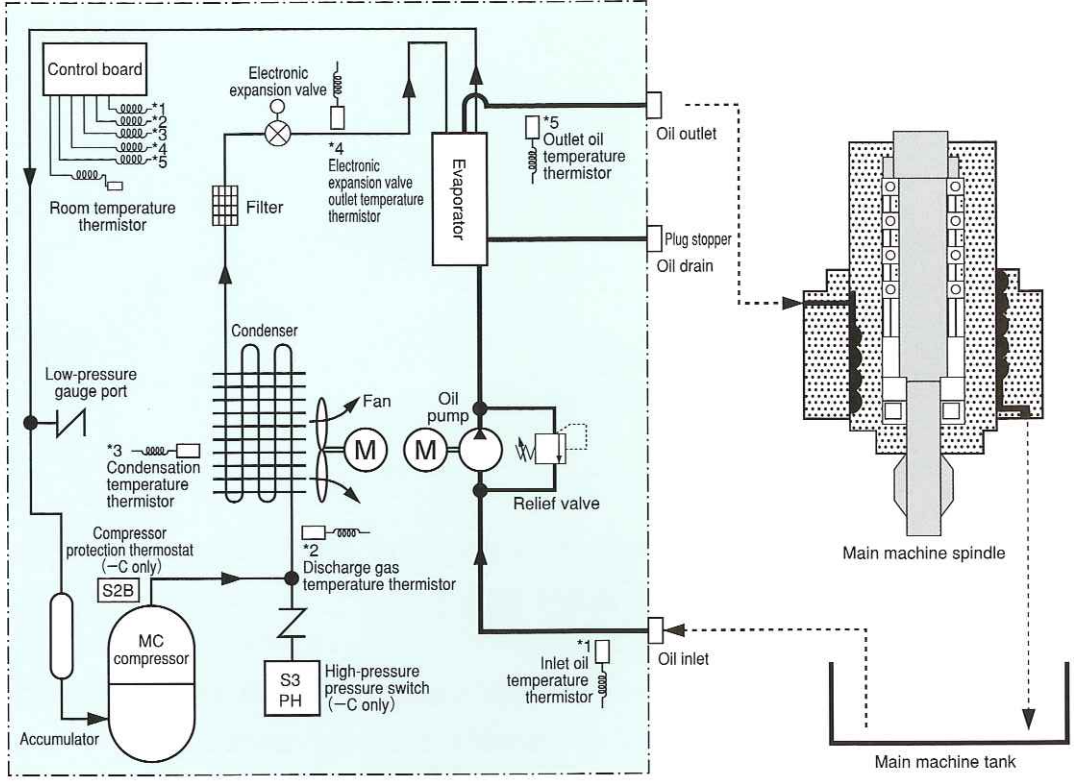 Control board
*1
*2
*3
*4
*5
Room temperature
thermistor
Electronic
expansion valve
*4
Electronic
expansion valve
outlet temperature
thermistor
Filter
Evaporator
*5
Outlet oil
temperature
thermistor
Oil outlet
Plug stopper
Oil drain
Condenser
Low-pressure
gauge port
Fan
M
Oil
pump
M
Relief valve
*3
Condensation
temperature
thermistor
Compressor
protection thermostat
(−C only)
S2B
*2
Discharge gas
temperature thermistor
MC
compressor
S3
PH
High-pressure
pressure switch
(−C only)
Accumulator
*1
Inlet oil
temperature
thermistor
Oil inlet
Main machine spindle
Main machine tank